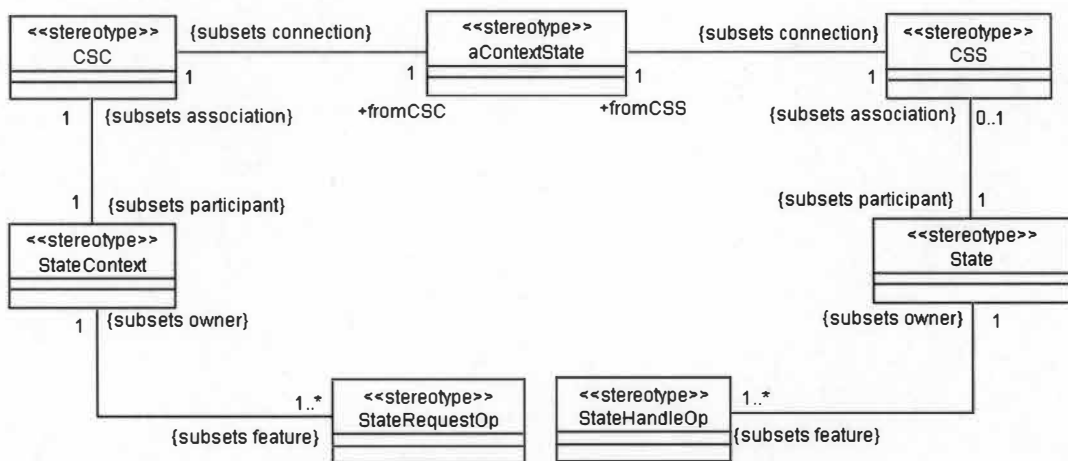 <<stereotype>>
CSC
{subsets connection}
<<stereotype>>
aContextState
{subsets connection}
<<stereotype>>
CSS
1
1
+fromCSC
1
+fromCSS
1
1
{subsets association}
{subsets association}
0..1
1
{subsets participant}
{subsets participant}
1
<<stereotype>>
StateContext
<<stereotype>>
State
1
{subsets owner}
{subsets owner}
1
1..*
{subsets feature}
<<stereotype>>
StateRequestOp
<<stereotype>>
StateHandleOp
1..*
{subsets feature}